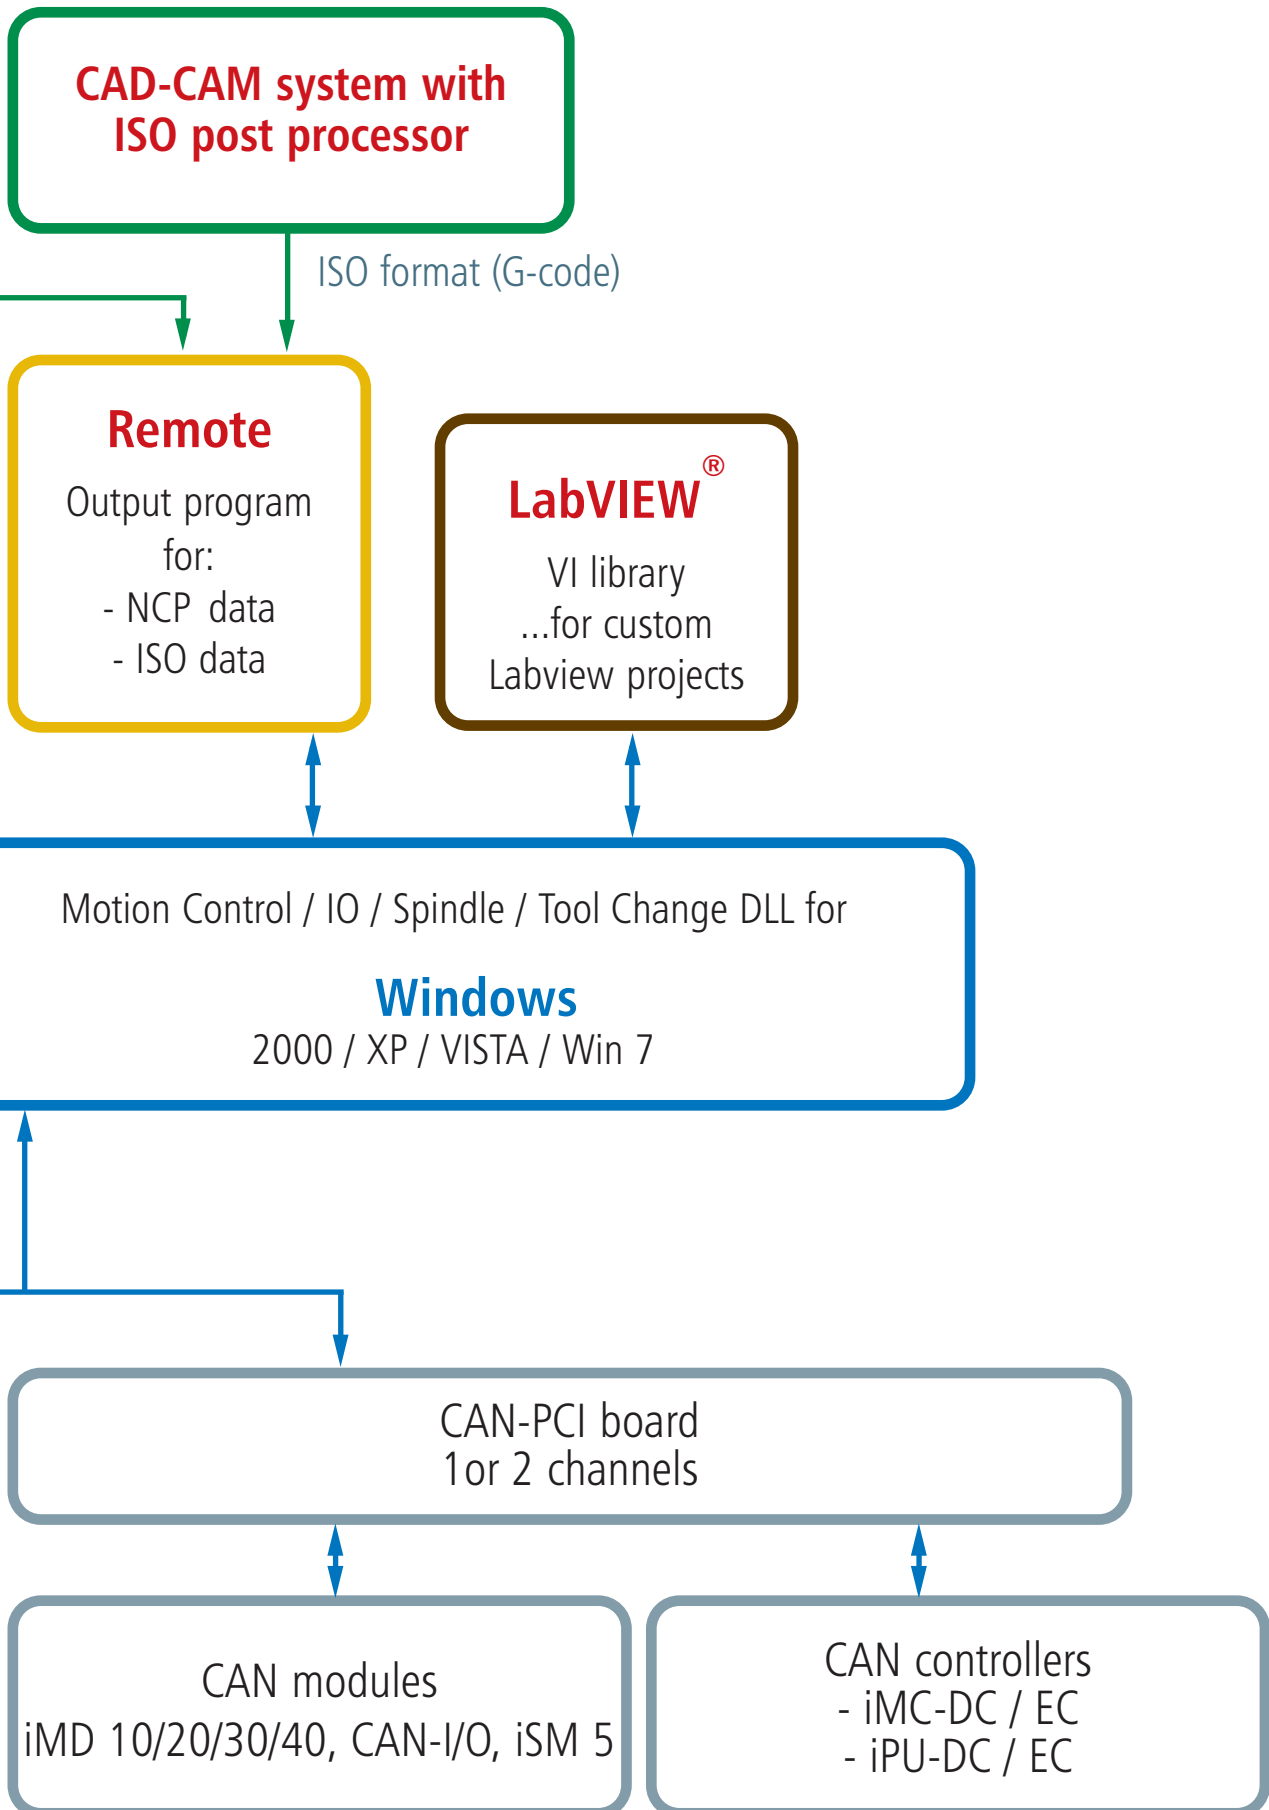 CAD-CAM system with
ISO post processor
ISO format (G-code)
Remote
Output program
for:
- NCP data
- ISO data
LabVIEW®
VI library
...for custom
Labview projects
Motion Control / IO / Spindle / Tool Change DLL for
Windows
2000 / XP / VISTA / Win 7
CAN-PCI board
1or 2 channels
CAN modules
iMD 10/20/30/40, CAN-I/O, iSM 5
CAN controllers
- iMC-DC / EC
- iPU-DC / EC